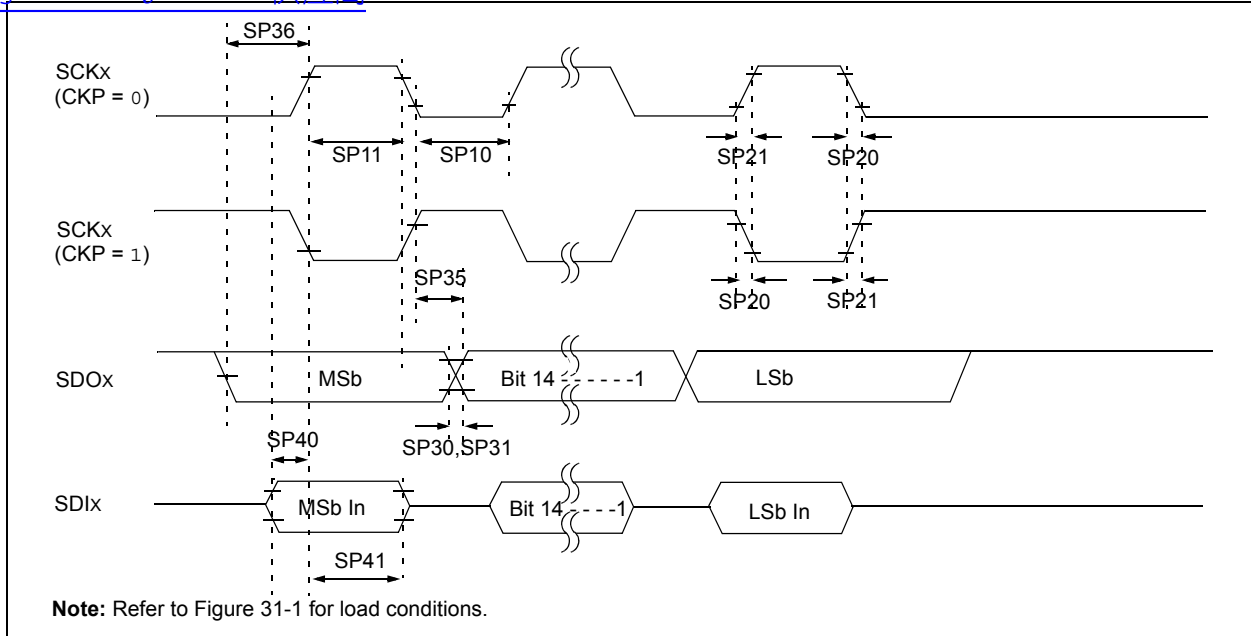 SP36
SCKx
(CKP = 0)
SP11
SP10
SP21
SP20
SCKx
(CKP = 1)
SP35
SP20
SP21
SDOx
MSb
Bit 14 - - - - - -1
LSb
SP40
SP30,SP31
SDIx
MSb In
Bit 14 - - - -1
LSb In
SP41
Note: Refer to Figure 31-1 for load conditions.